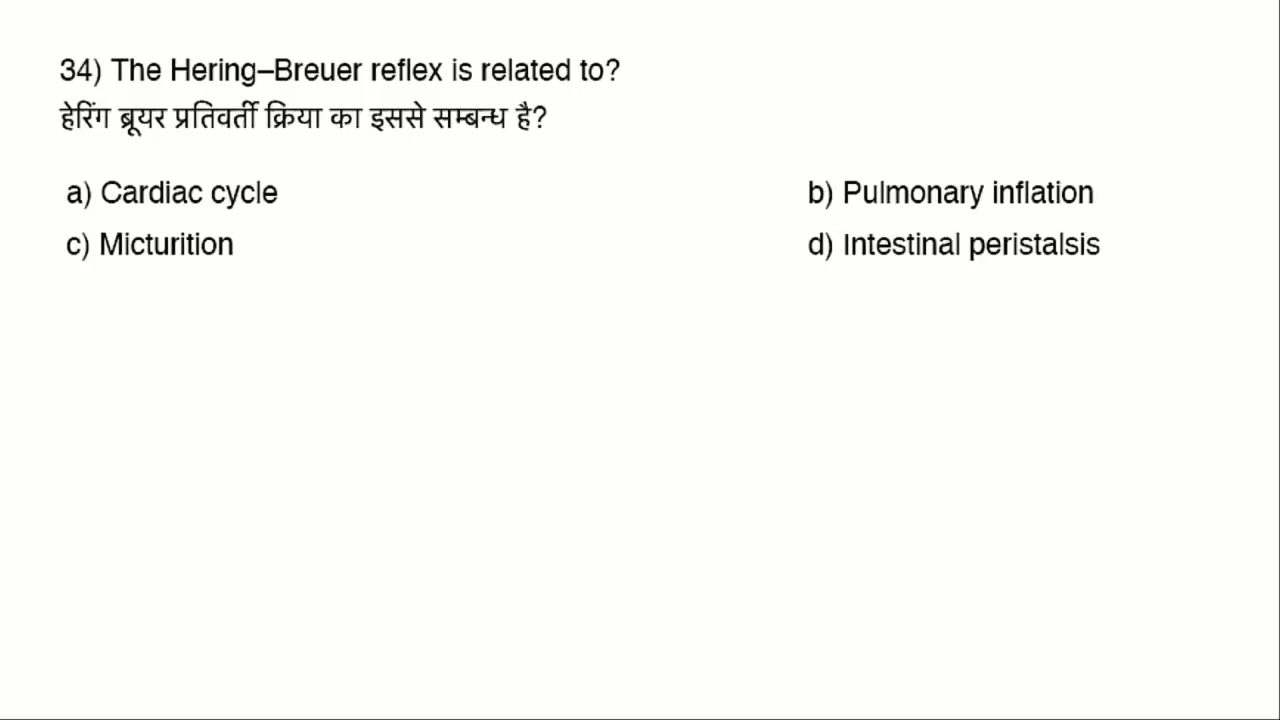 34) The Hering–Breuer reflex is related to?
हेरिंग ब्रूयर प्रतिवर्ती क्रिया का इससे सम्बन्ध है?
a) Cardiac cycle b) Pulmonary inflation
c) Micturition d) Intestinal peristalsis